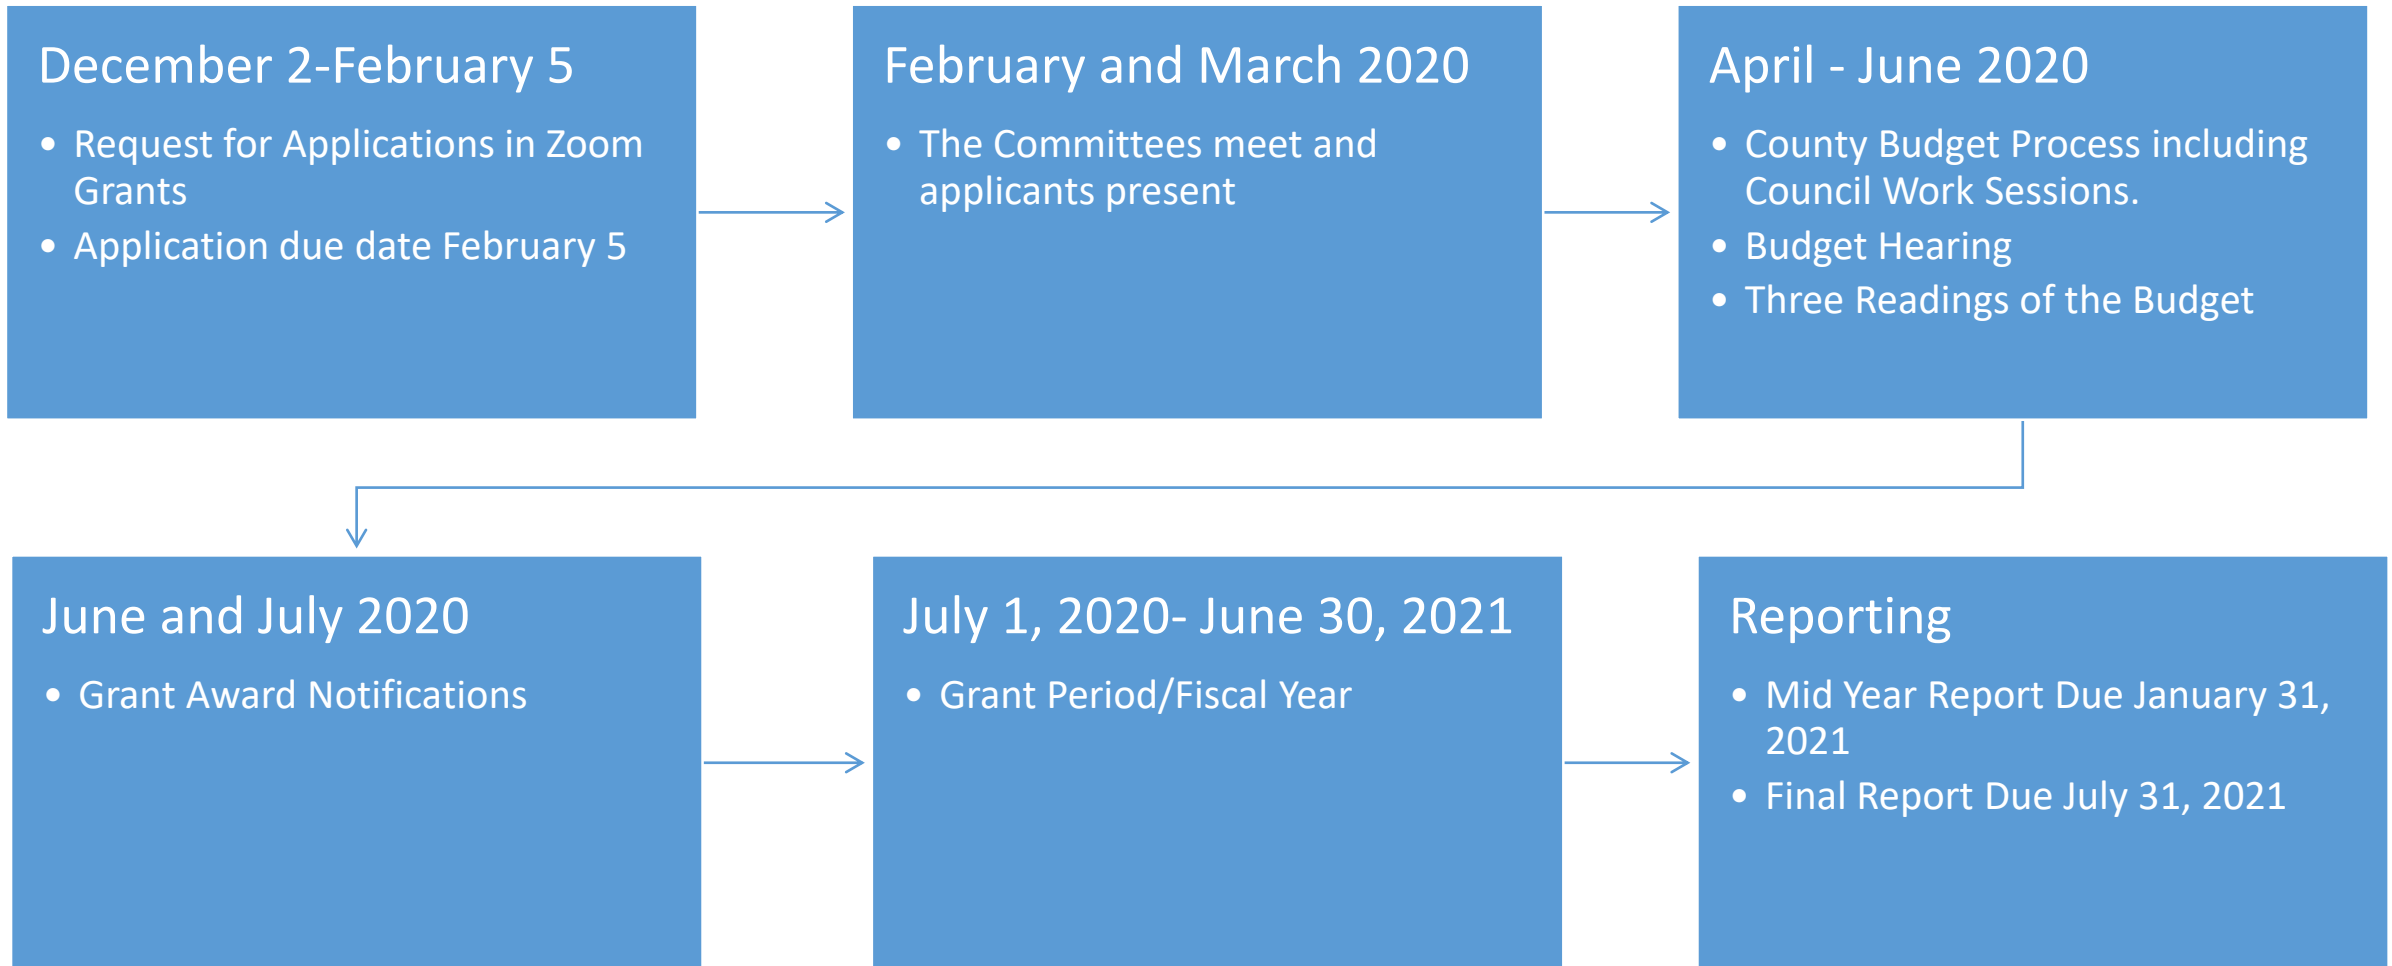 December 2-February 5
• Request for Applications in Zoom
Grants
• Application due date February 5
February and March 2020
• The Committees meet and
applicants present
April - June 2020
• County Budget Process including
Council Work Sessions.
• Budget Hearing
• Three Readings of the Budget
June and July 2020
• Grant Award Notifications
July 1, 2020- June 30, 2021
• Grant Period/Fiscal Year
Reporting
• Mid Year Report Due January 31,
2021
• Final Report Due July 31, 2021